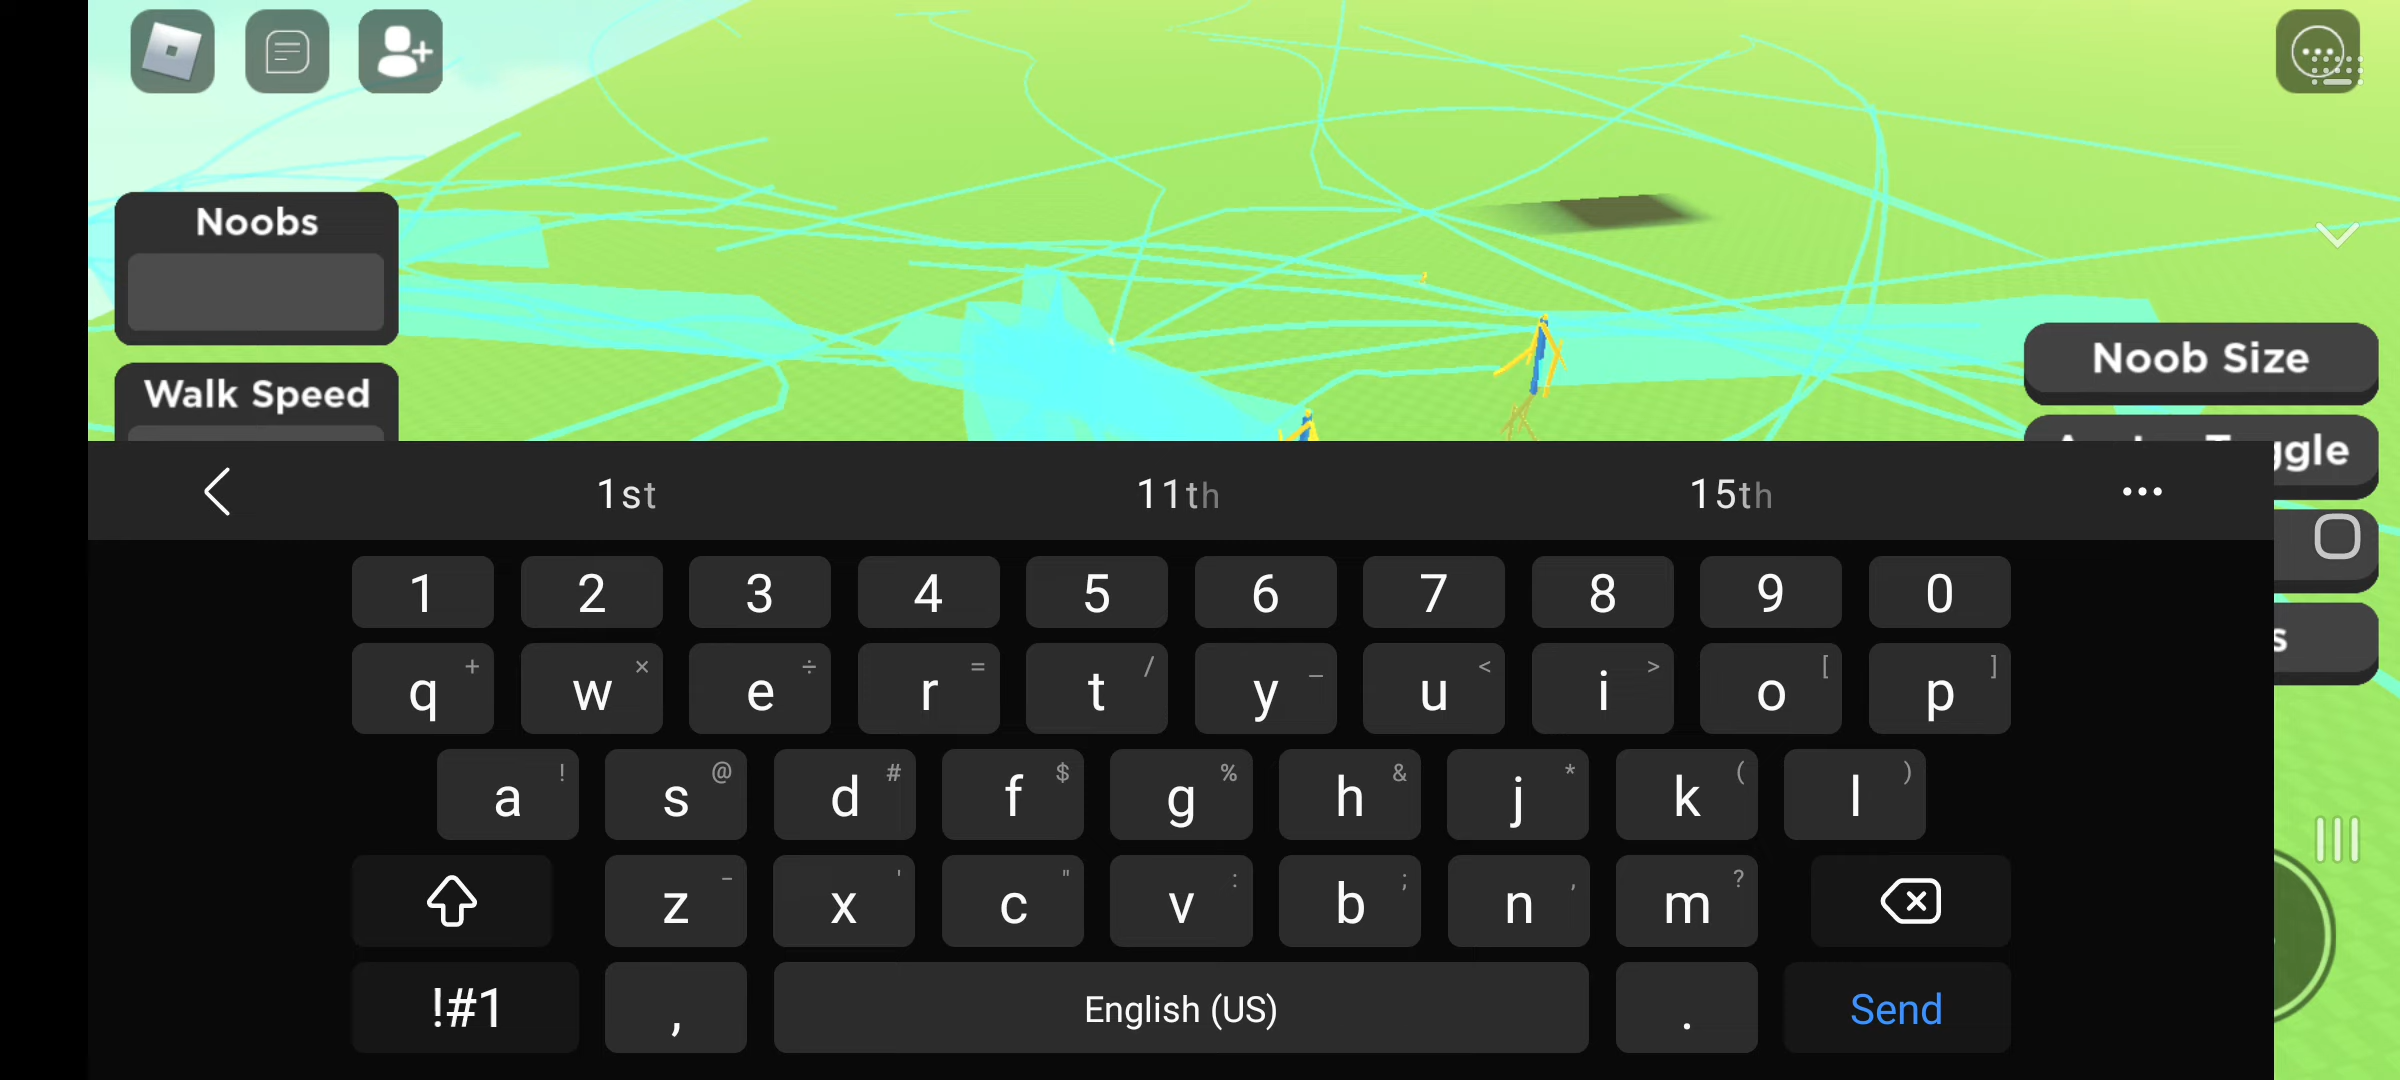 Noobs
Walk Speed
Noob Size
ggle
s
1st 11th 15th
1 2 3 4 5 6 7 8 9 0
q + w × e ÷ r = t / y _ u < i > o [ p ]
a ! s @ d # f $ g % h & j * k ( l )
z - x ' c " v : b ; n , m ?
!#1 , English (US) . Send